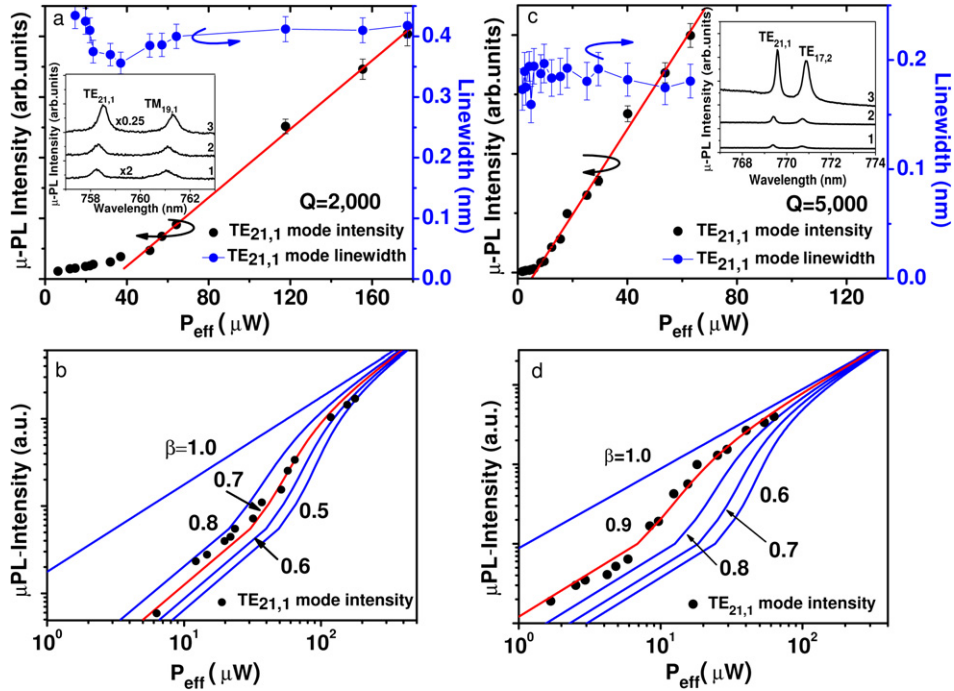 a
μ-PL Intensity (arb.units)
0.4
0.3
0.2
0.1
0.0
Linewidth (nm)
μ-PL Intensity (arb.units)
TE21,1
TM19,1
x0.25
3
2
x2
1
758
760
762
Wavelength (nm)
Q=2,000
TE21,1 mode intensity
TE21,1 mode linewidth
0
40
80
120
160
Peff ( μW)
c
μ-PL Intensity (arb.units)
0.2
0.1
0.0
Linewidth (nm)
μ-PL Intensity (arb.units)
TE21,1
TE17,2
3
2
1
768
770
772
774
Wavelength (nm)
Q=5,000
TE21,1 mode intensity
TE21,1 mode linewidth
0
40
80
120
Peff ( μW)
b
μPL-Intensity (a.u.)
β=1.0
0.7
0.8
0.5
0.6
TE21,1 mode intensity
10^0
10^1
10^2
Peff ( μW)
d
μPL-Intensity (a.u.)
β=1.0
0.9
0.6
0.7
0.8
TE21,1 mode intensity
10^0
10^1
10^2
Peff ( μW)